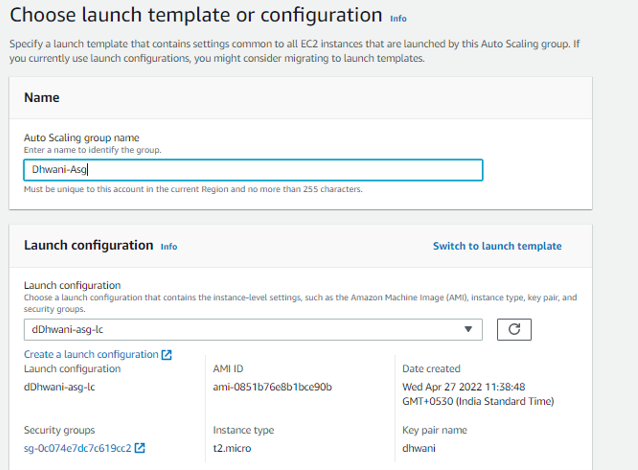 Choose launch template or configuration Info
Specify a launch template that contains settings common to all EC2 instances that are launched by this Auto Scaling group. If
you currently use launch configurations, you might consider migrating to launch templates.
Name
Auto Scaling group name
Enter a name to identify the group.
Dhwani-Asg
Must be unique to this account in the current Region and no more than 255 characters.
Launch configuration Info
Switch to launch template
Launch configuration
Choose a launch configuration that contains the instance-level settings, such as the Amazon Machine Image (AMI), instance type, key pair, and
security groups.
dDhwani-asg-lc
Create a launch configuration
Launch configuration
dDhwani-asg-lc
AMI ID
ami-0851b76e8b1bce90b
Date created
Wed Apr 27 2022 11:38:48
GMT+0530 (India Standard Time)
Security groups
sg-0c074e7dc7c619cc2
Instance type
t2.micro
Key pair name
dhwani